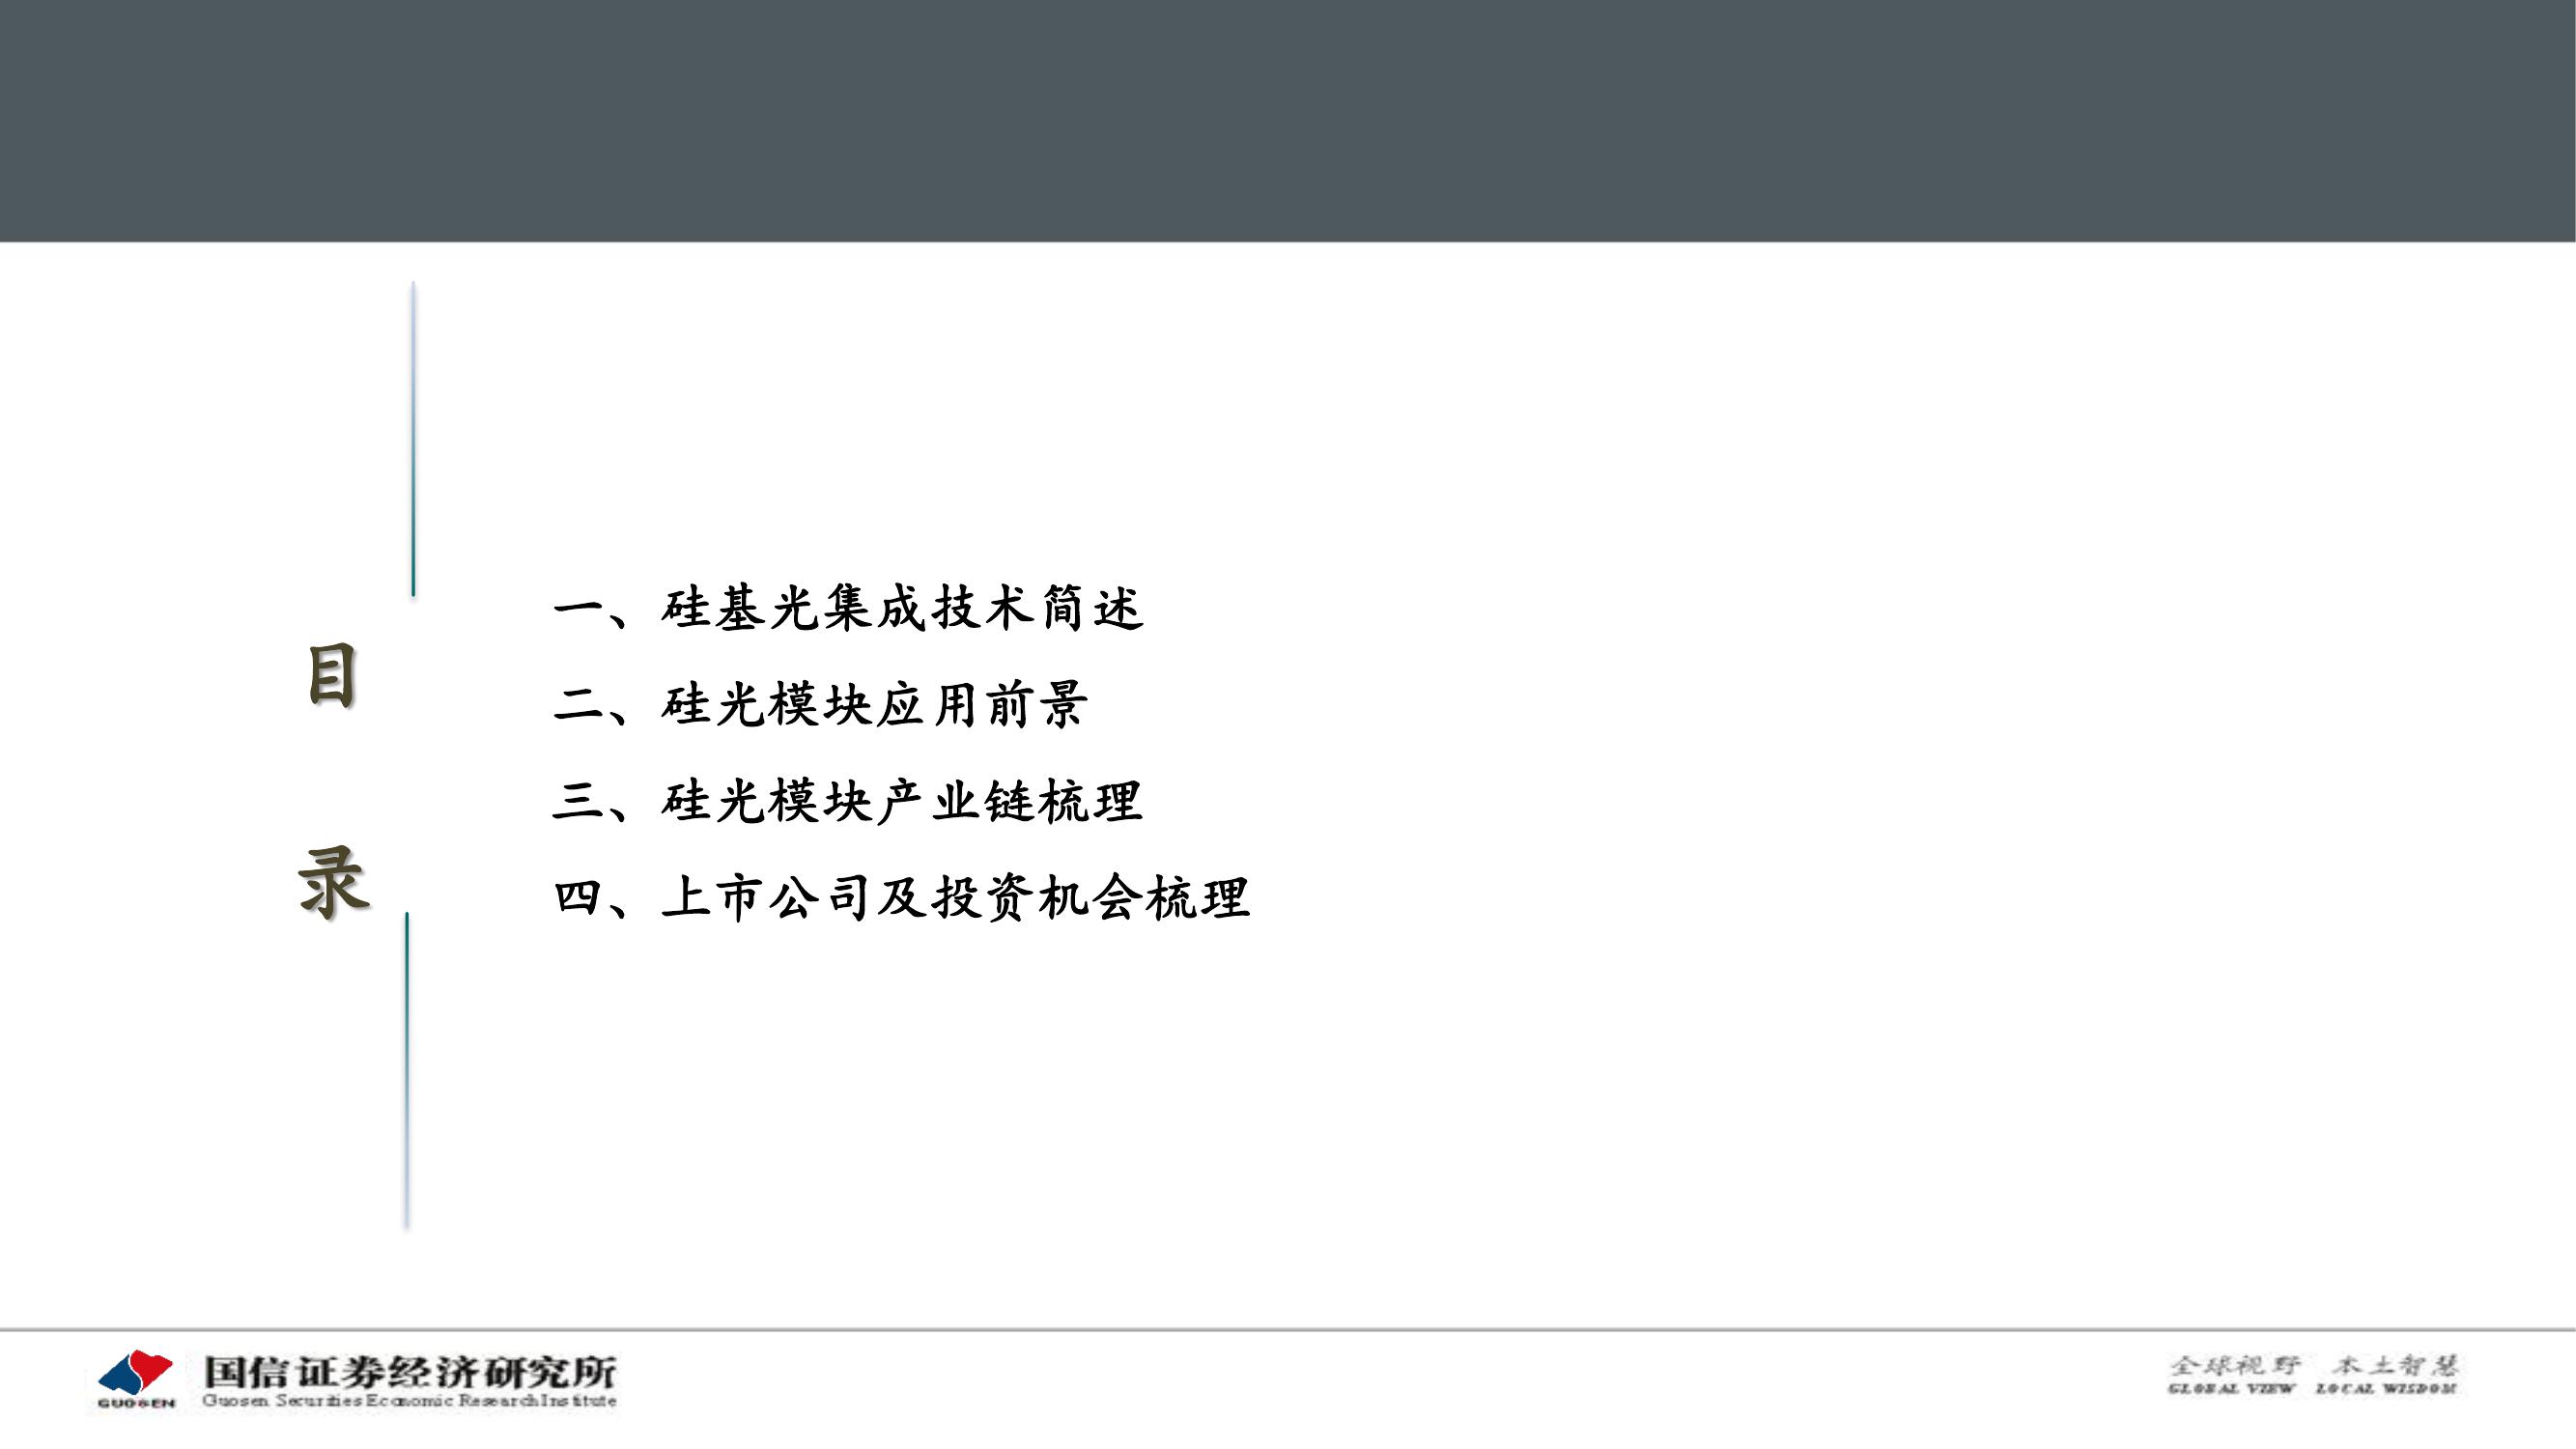 目录
一、硅基光集成技术简述
二、硅光模块应用前景
三、硅光模块产业链梳理
四、上市公司及投资机会梳理
GUOSEN
国信证券经济研究所
Guosen Securities Economic Research Institute
全球视野 本土智慧
GLOBAL VIEW LOCAL WISDOM